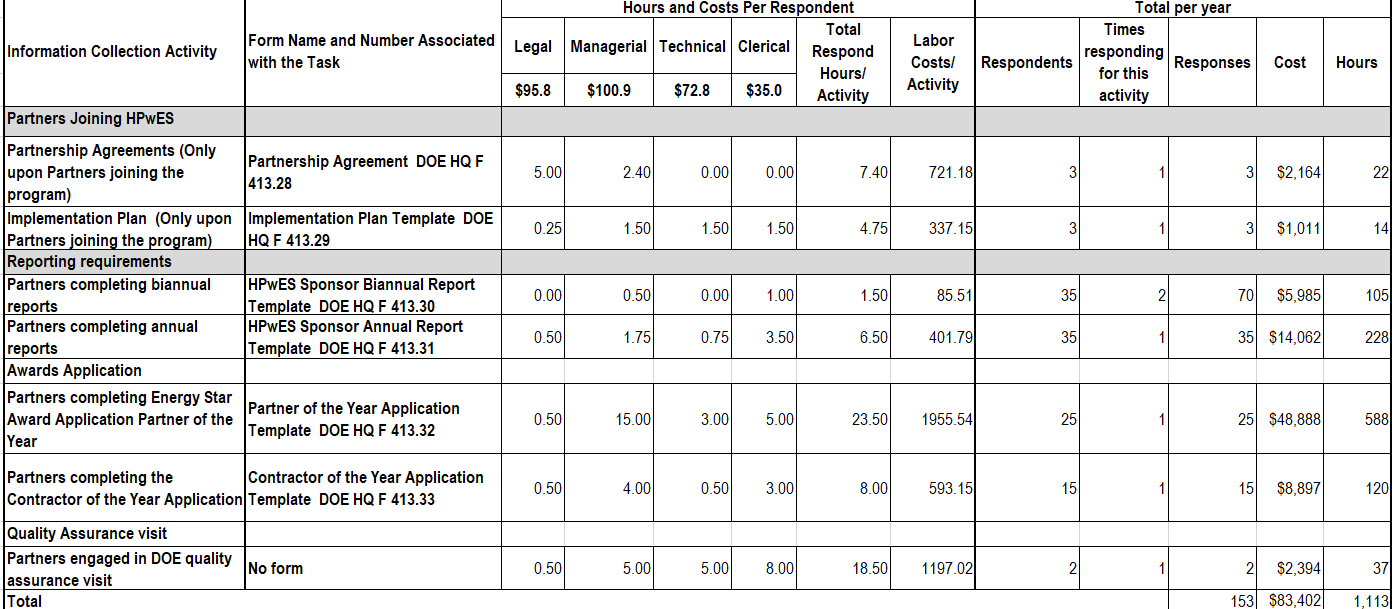 Hours and Costs Per Respondent Total per year
Information Collection Activity Form Name and Number Associated with the Task Legal Managerial Technical Clerical Total Respond Hours/ Activity Labor Costs/ Activity Respondents Times responding for this activity Responses Cost Hours
$95.8 $100.9 $72.8 $35.0
Partners Joining HPwES
Partnership Agreements (Only upon Partners joining the program) Partnership Agreement DOE HQ F 413.28 5.00 2.40 0.00 0.00 7.40 721.18 3 1 3 $2,164 22
Implementation Plan (Only upon Partners joining the program) Implementation Plan Template DOE HQ F 413.29 0.25 1.50 1.50 1.50 4.75 337.15 3 1 3 $1,011 14
Reporting requirements
Partners completing biannual reports HPwES Sponsor Biannual Report Template DOE HQ F 413.30 0.00 0.50 0.00 1.00 1.50 85.51 35 2 70 $5,985 105
Partners completing annual reports HPwES Sponsor Annual Report Template DOE HQ F 413.31 0.50 1.75 0.75 3.50 6.50 401.79 35 1 35 $14,062 228
Awards Application
Partners completing Energy Star Award Application Partner of the Year Partner of the Year Application Template DOE HQ F 413.32 0.50 15.00 3.00 5.00 23.50 1955.54 25 1 25 $48,888 588
Partners completing the Contractor of the Year Application Contractor of the Year Application Template DOE HQ F 413.33 0.50 4.00 0.50 3.00 8.00 593.15 15 1 15 $8,897 120
Quality Assurance visit
Partners engaged in DOE quality assurance visit No form 0.50 5.00 5.00 8.00 18.50 1197.02 2 1 2 $2,394 37
Total 153 $83,402 1,113